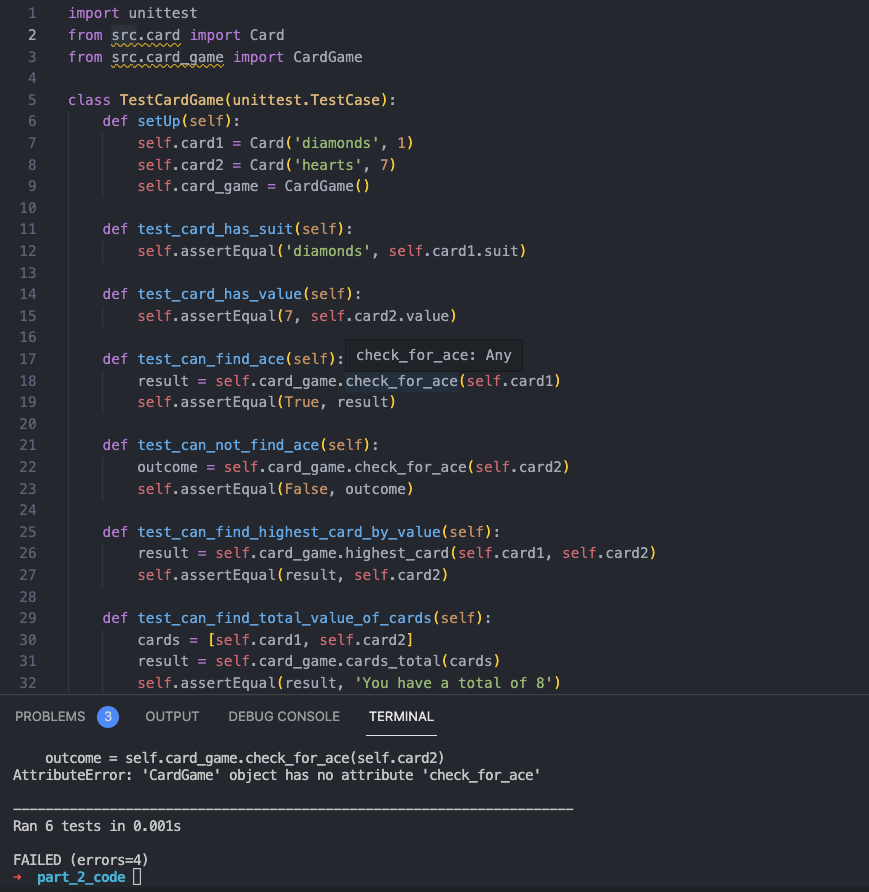 1 import unittest
2 from src.card import Card
3 from src.card_game import CardGame
4
5 class TestCardGame(unittest.TestCase):
6 def setUp(self):
7 self.card1 = Card('diamonds', 1)
8 self.card2 = Card('hearts', 7)
9 self.card_game = CardGame()
10
11 def test_card_has_suit(self):
12 self.assertEqual('diamonds', self.card1.suit)
13
14 def test_card_has_value(self):
15 self.assertEqual(7, self.card2.value)
16
17 def test_can_find_ace(self): check_for_ace: Any
18 result = self.card_game.check_for_ace(self.card1)
19 self.assertEqual(True, result)
20
21 def test_can_not_find_ace(self):
22 outcome = self.card_game.check_for_ace(self.card2)
23 self.assertEqual(False, outcome)
24
25 def test_can_find_highest_card_by_value(self):
26 result = self.card_game.highest_card(self.card1, self.card2)
27 self.assertEqual(result, self.card2)
28
29 def test_can_find_total_value_of_cards(self):
30 cards = [self.card1, self.card2]
31 result = self.card_game.cards_total(cards)
32 self.assertEqual(result, 'You have a total of 8')
PROBLEMS 3 OUTPUT DEBUG CONSOLE TERMINAL
outcome = self.card_game.check_for_ace(self.card2)
AttributeError: 'CardGame' object has no attribute 'check_for_ace'
----------------------------------------------------------------------
Ran 6 tests in 0.001s
FAILED (errors=4)
→ part_2_code